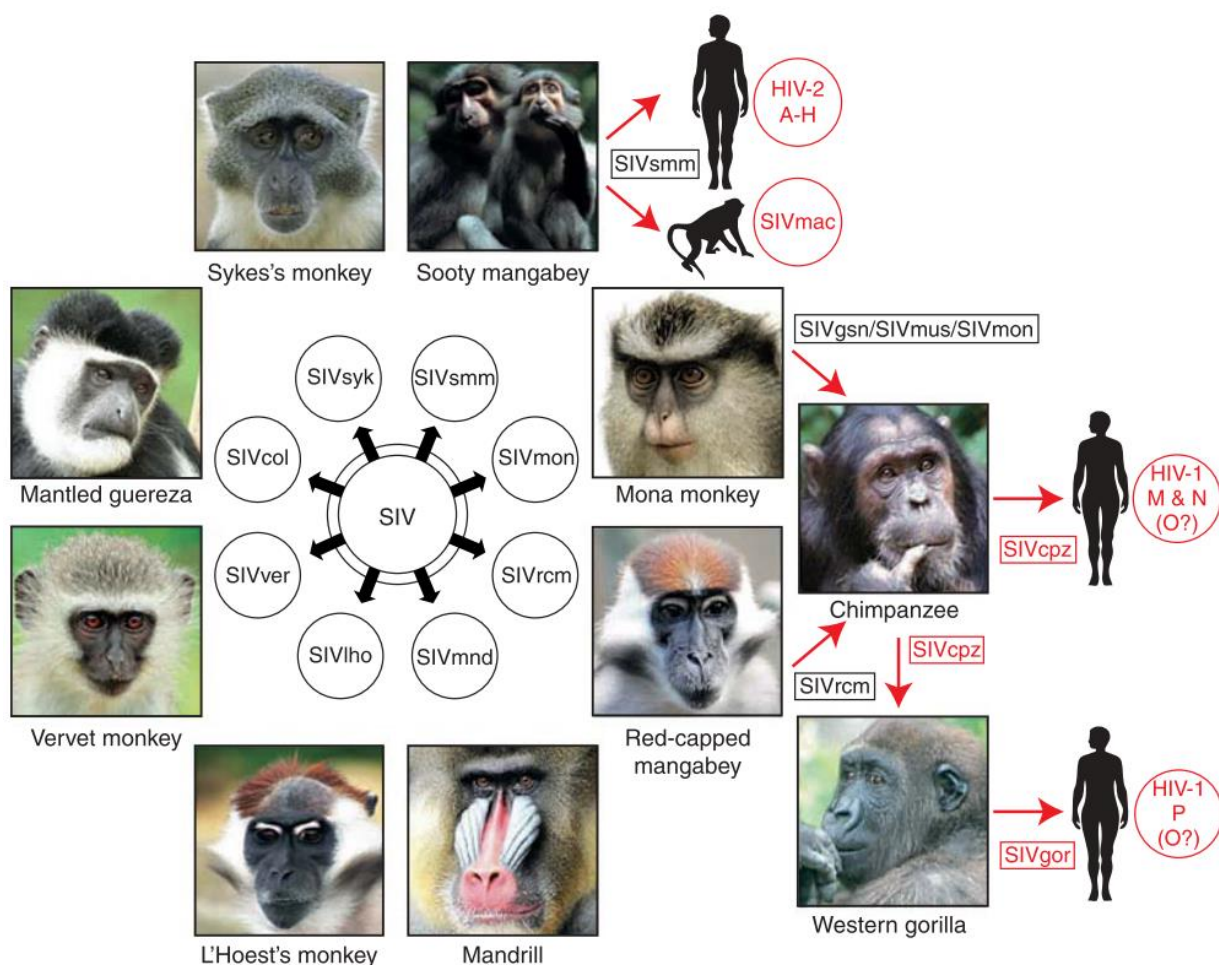 HIV-2
A-H
SIVsmm
SIVmac
Sykes's monkey
Sooty mangabey
SIVgsn/SIVmus/SIVmon
SIVsyk
SIVsmm
SIVcol
SIVmon
Mantled guereza
Mona monkey
SIV
HIV-1
M & N
(O?)
SIVcpz
SIVver
SIVrcm
Chimpanzee
SIVlho
SIVmnd
SIVcpz
SIVrcm
Vervet monkey
Red-capped
mangabey
HIV-1
P
(O?)
SIVgor
Western gorilla
L'Hoest's monkey
Mandrill